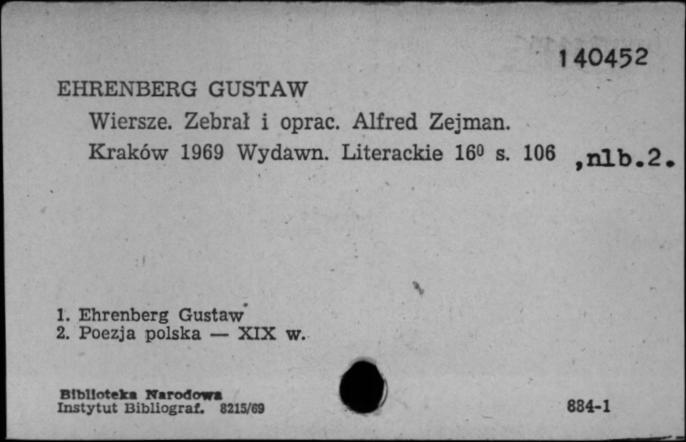 140452
EHRENBERG GUSTAW
Wiersze. Zebrał i oprac. Alfred Zejman.
Kraków 1969 Wydawn. Literackie 16⁰ s. 106 ,nlb.2.
1. Ehrenberg Gustaw
2. Poezja polska — XIX w.
Biblioteka Narodowa
Instytut Bibliograf. 8215/69
884-1